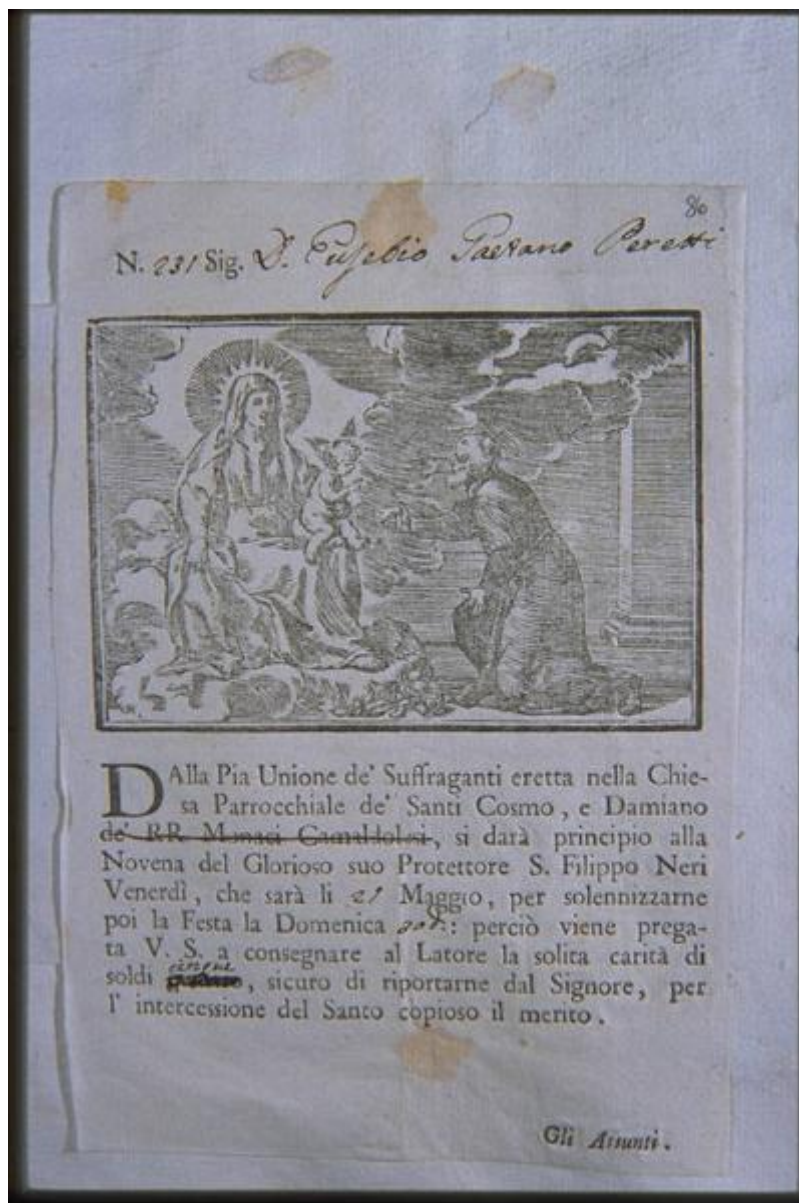 80
N. 231 Sig. D. Eusebio Gaetano Peretti
DAlla Pia Unione de' Suffraganti eretta nella Chie-
sa Parrocchiale de' Santi Cosmo, e Damiano
de' RR. Monaci Camaldolesi, si darà principio alla
Novena del Glorioso suo Protettore S. Filippo Neri
Venerdì, che sarà li 21 Maggio, per solennizzarne
poi la Festa la Domenica : perciò viene prega-
ta V. S. a consegnare al Latore la solita carità di
cinque
soldi , sicuro di riportarne dal Signore, per
l' intercessione del Santo copioso il merito.
Gli Assunti.